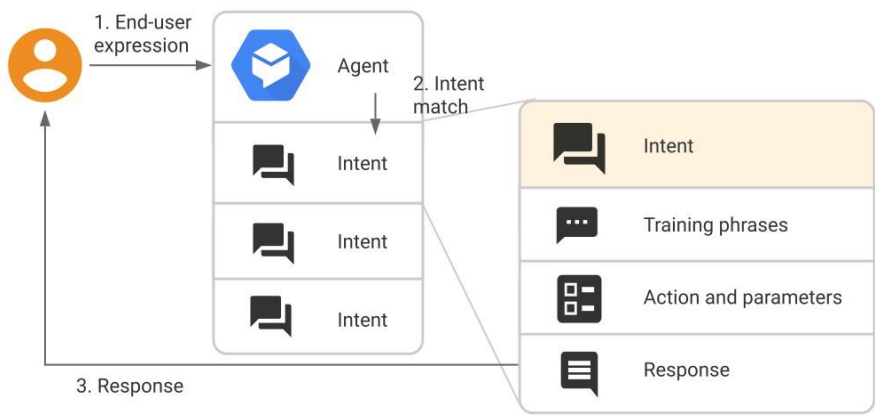 1. End-user
expression
Agent
2. Intent
match
Intent
Intent
Intent
Intent
Training phrases
Action and parameters
Response
3. Response